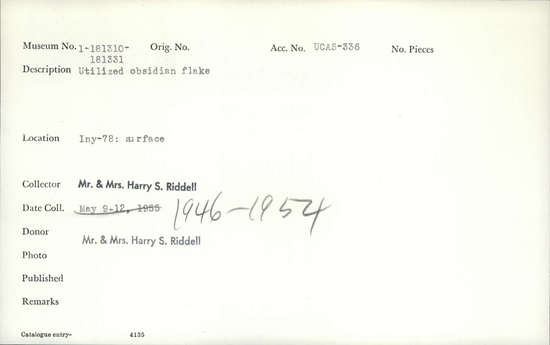 Museum No. 1-181310- Orig. No. Acc. No. UCAS-336 No. Pieces
181331
Description Utilized obsidian flake
Location Iny-78: surface
Collector Mr. & Mrs. Harry S. Riddell
Date Coll. May 9-12, 1955 1946-1954
Donor Mr. & Mrs. Harry S. Riddell
Photo
Published
Remarks
Catalogue entry- 4135